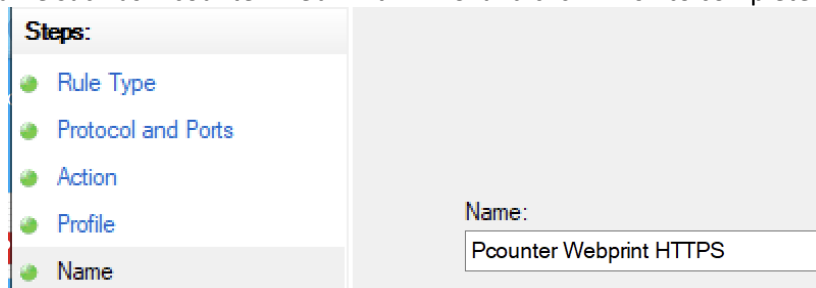 Steps:
Rule Type
Protocol and Ports
Action
Profile
Name
Name:
Pcounter Webprint HTTPS